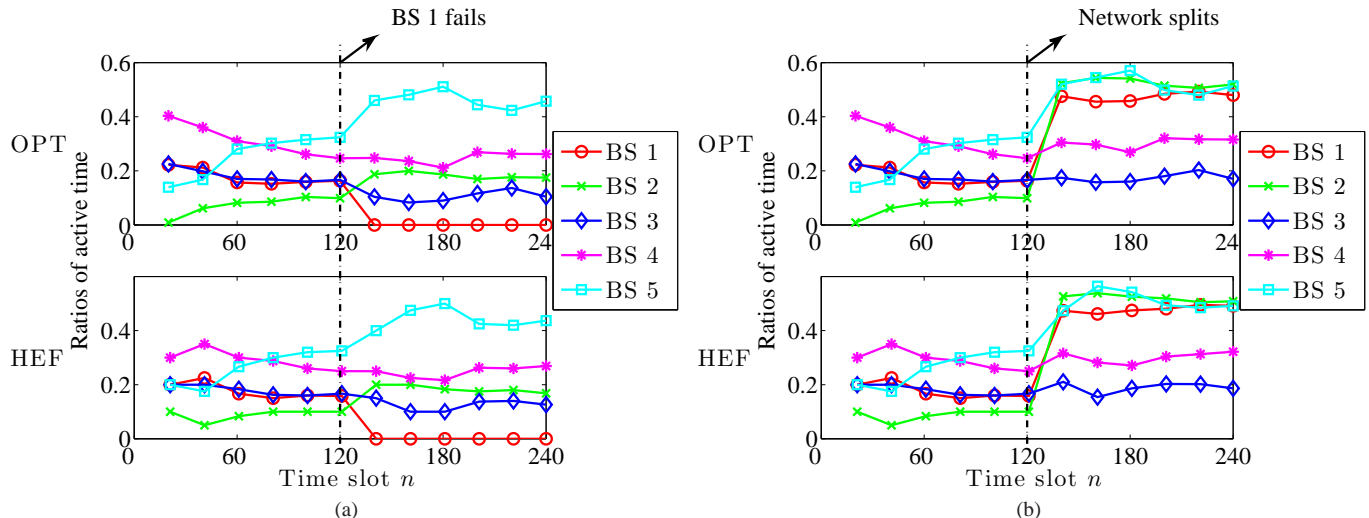 BS 1 fails
Ratios of active time
OPT
0.6
0.4
0.2
0
0 60 120 180 24
HEF
0.4
0.2
0
0 60 120 180 240
Time slot n
BS 1
BS 2
BS 3
BS 4
BS 5
(a)
Network splits
Ratios of active time
OPT
0.6
0.4
0.2
0
0 60 120 180 24
HEF
0.4
0.2
0
0 60 120 180 240
Time slot n
BS 1
BS 2
BS 3
BS 4
BS 5
(b)